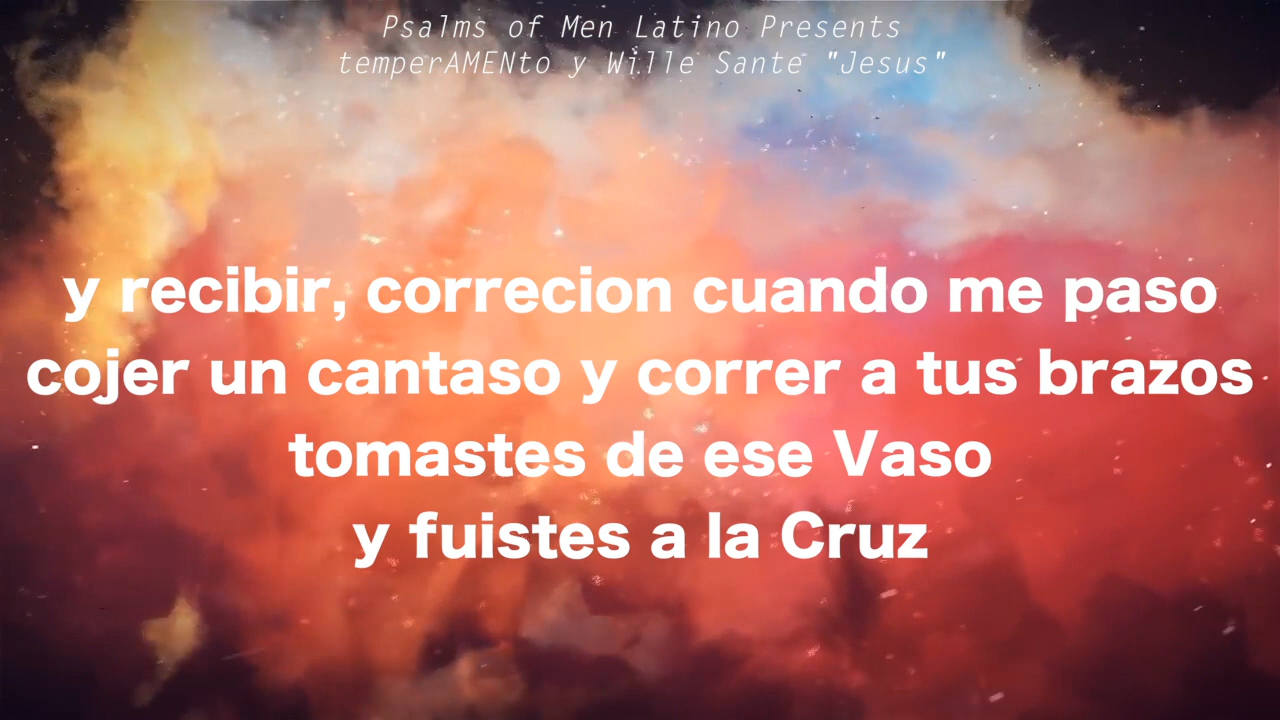 Psalms of Men Latino Presents
temperAMENto y Wille Sante "Jesus"
y recibir, correcion cuando me paso
cojer un cantaso y correr a tus brazos
tomastes de ese Vaso
y fuistes a la Cruz